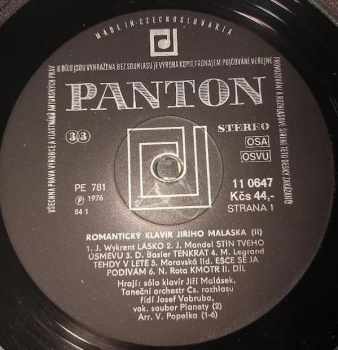 MADE IN CZECHOSLOVAKIA
PANTON
33
STEREO
OSA
OSVU
PE 781
℗ 1976
S4 1
11 0647
Kčs 44,-
STRANA 1
ROMANTICKÝ KLAVÍR JIŘÍHO MALÁSKA (II)
1. J. Wykrent LÁSKO 2. J. Mandel STÍN TVÉHO
ÚSMĚVU 3. D. Basler TENKRÁT 4. M. Legrand
TEHDY V LÉTĚ 5. Moravská lid. EŠČE SE JÁ
PODÍVÁM 6. N. Rota KMOTR II. DÍL
Hrají: sólo klavír Jiří Malásek,
Taneční orchestr Čs. rozhlasu
řídí Josef Vobruba,
vok. soubor Planety (2)
Arr. V. Popelka (1-6)